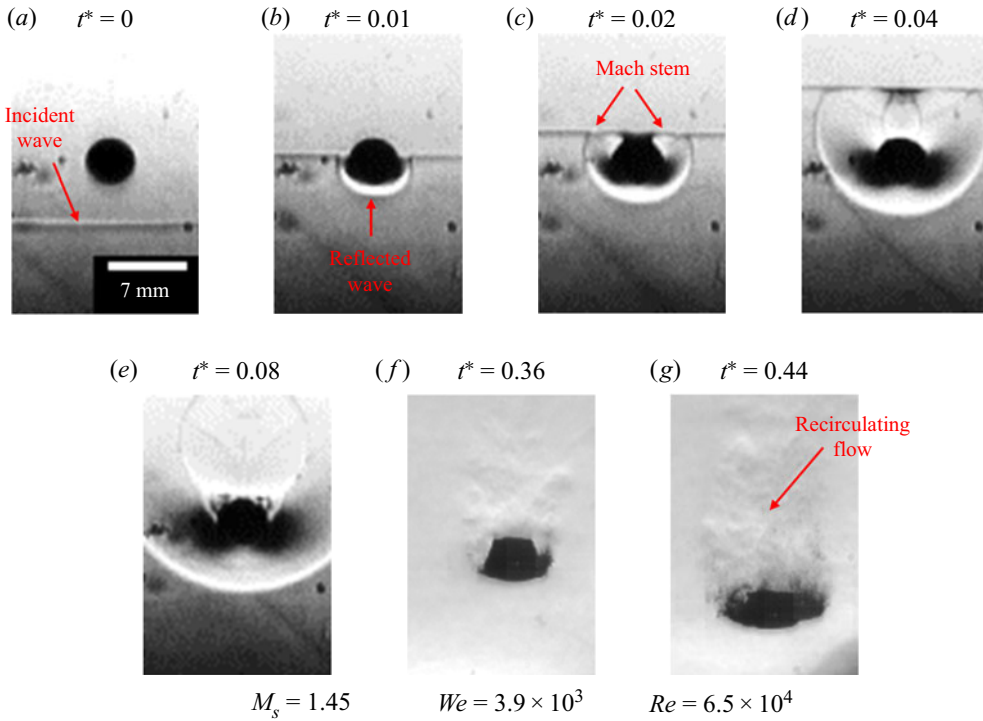 (a) t* = 0
(b) t* = 0.01
(c) t* = 0.02
(d) t* = 0.04
Incident
wave
7 mm
Reflected
wave
Mach stem
(e) t* = 0.08
(f) t* = 0.36
(g) t* = 0.44
Recirculating
flow
Mₛ = 1.45
We = 3.9 × 10³
Re = 6.5 × 10⁴